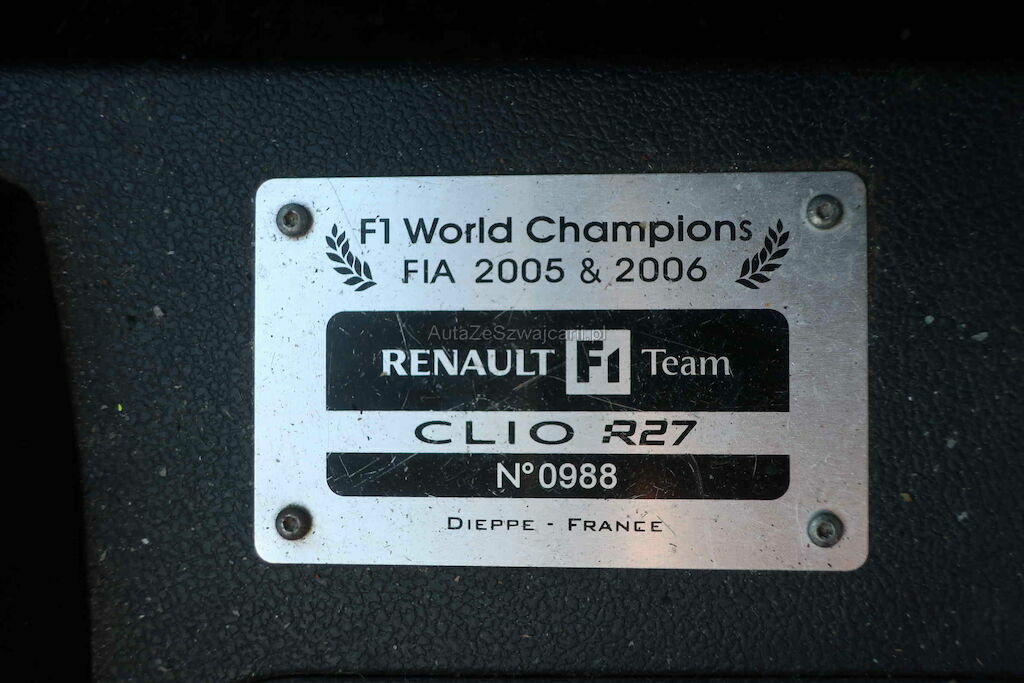 F1 World Champions
FIA 2005 & 2006
AutaZeSzwajcarii.pl
RENAULT F1 Team
CLIO R27
N°0988
DIEPPE - FRANCE